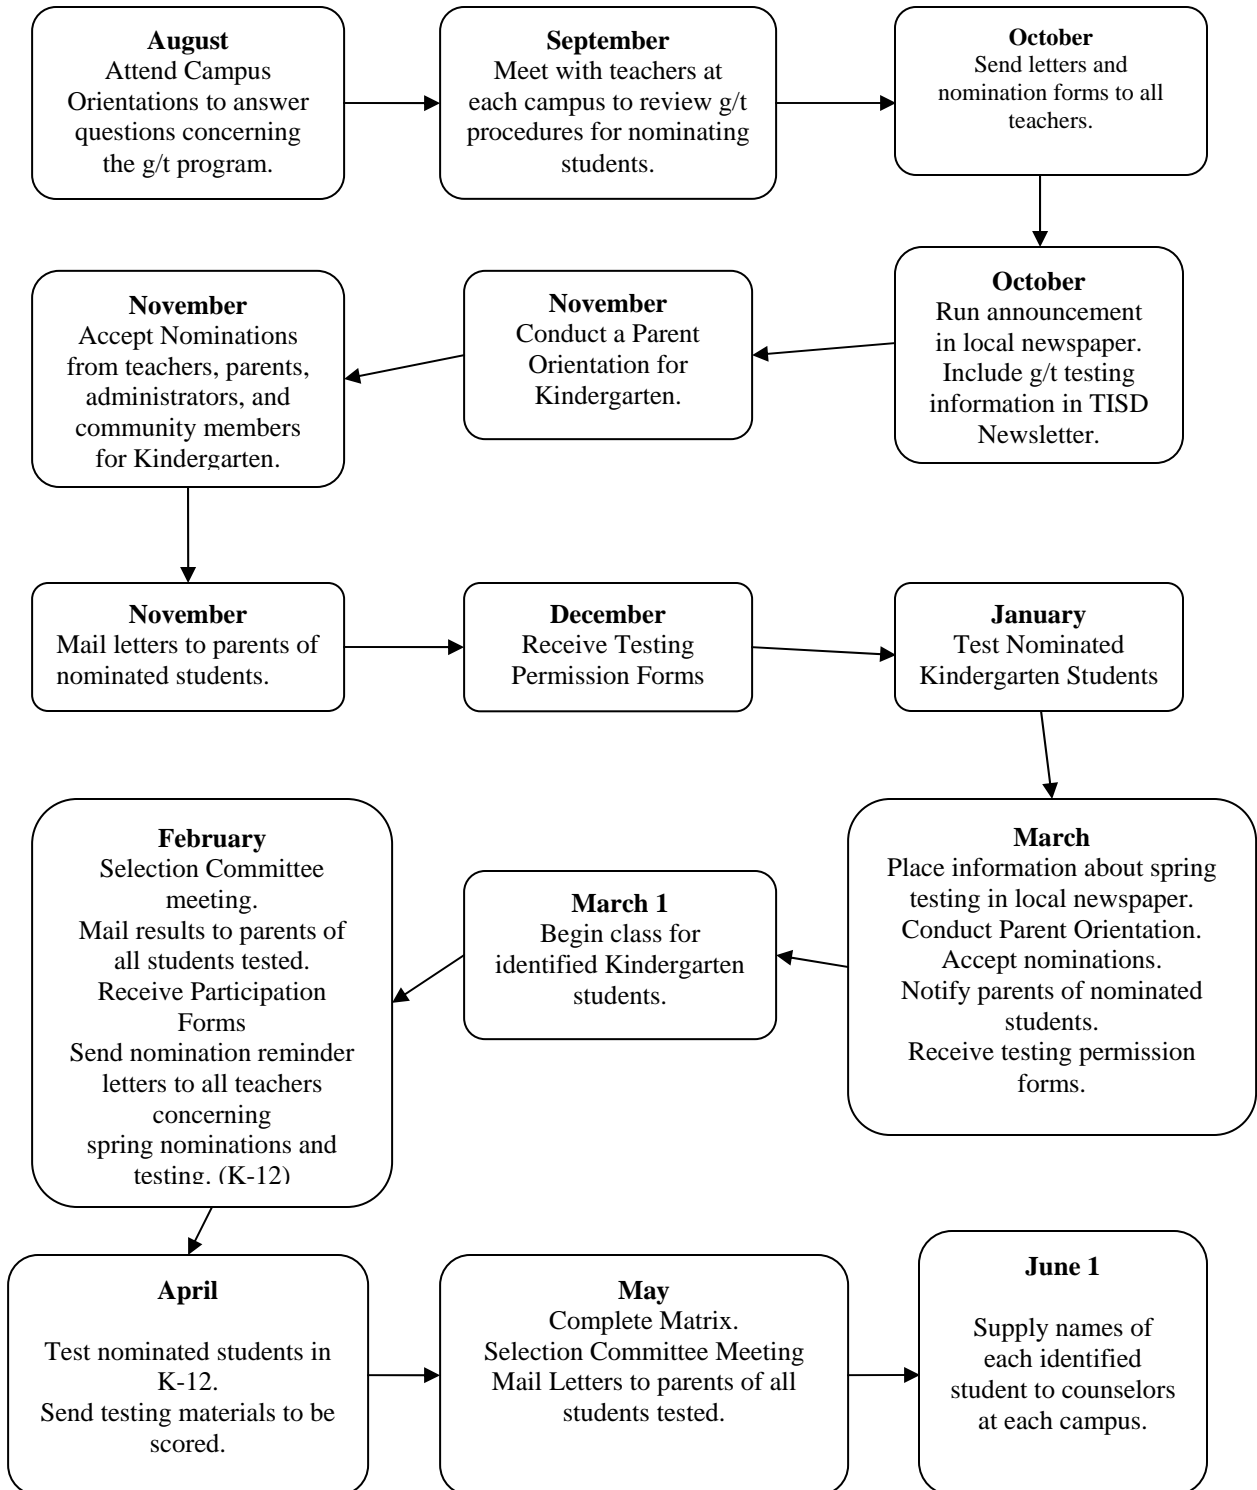 August
Attend Campus
Orientations to answer
questions concerning
the g/t program.
September
Meet with teachers at
each campus to review g/t
procedures for nominating
students.
October
Send letters and
nomination forms to all
teachers.
October
Run announcement
in local newspaper.
Include g/t testing
information in TISD
Newsletter.
November
Conduct a Parent
Orientation for
Kindergarten.
November
Accept Nominations
from teachers, parents,
administrators, and
community members
for Kindergarten.
November
Mail letters to parents of
nominated students.
December
Receive Testing
Permission Forms
January
Test Nominated
Kindergarten Students
March
Place information about spring
testing in local newspaper.
Conduct Parent Orientation.
Accept nominations.
Notify parents of nominated
students.
Receive testing permission
forms.
March 1
Begin class for
identified Kindergarten
students.
February
Selection Committee
meeting.
Mail results to parents of
all students tested.
Receive Participation
Forms
Send nomination reminder
letters to all teachers
concerning
spring nominations and
testing. (K-12)
April
Test nominated students in
K-12.
Send testing materials to be
scored.
May
Complete Matrix.
Selection Committee Meeting
Mail Letters to parents of all
students tested.
June 1
Supply names of
each identified
student to counselors
at each campus.